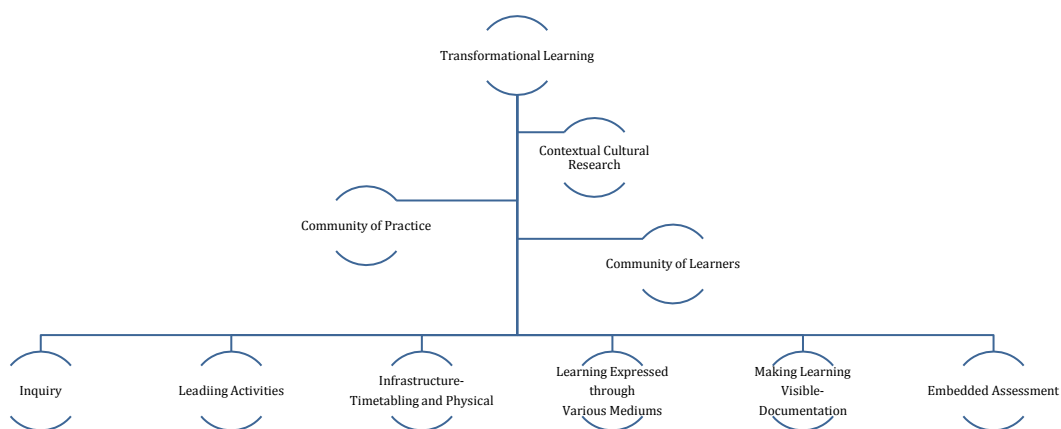 Transformational Learning
Contextual Cultural
Research
Community of Practice
Community of Learners
Inquiry
Leadiing Activities
Infrastructure-
Timetabling and Physical
Learning Expressed
through
Various Mediums
Making Learning
Visible-
Documentation
Embedded Assessment